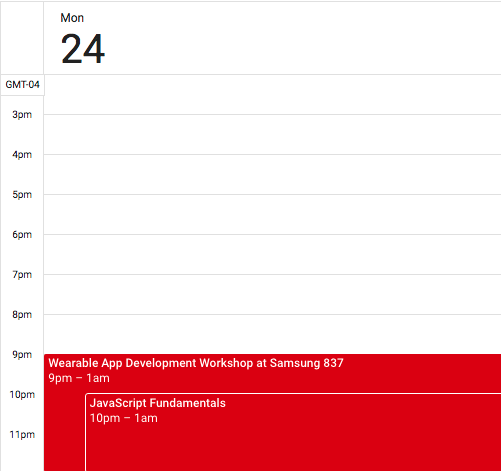 Mon
24
GMT-04
3pm
4pm
5pm
6pm
7pm
8pm
9pm
Wearable App Development Workshop at Samsung 837
9pm – 1am
10pm
JavaScript Fundamentals
10pm – 1am
11pm